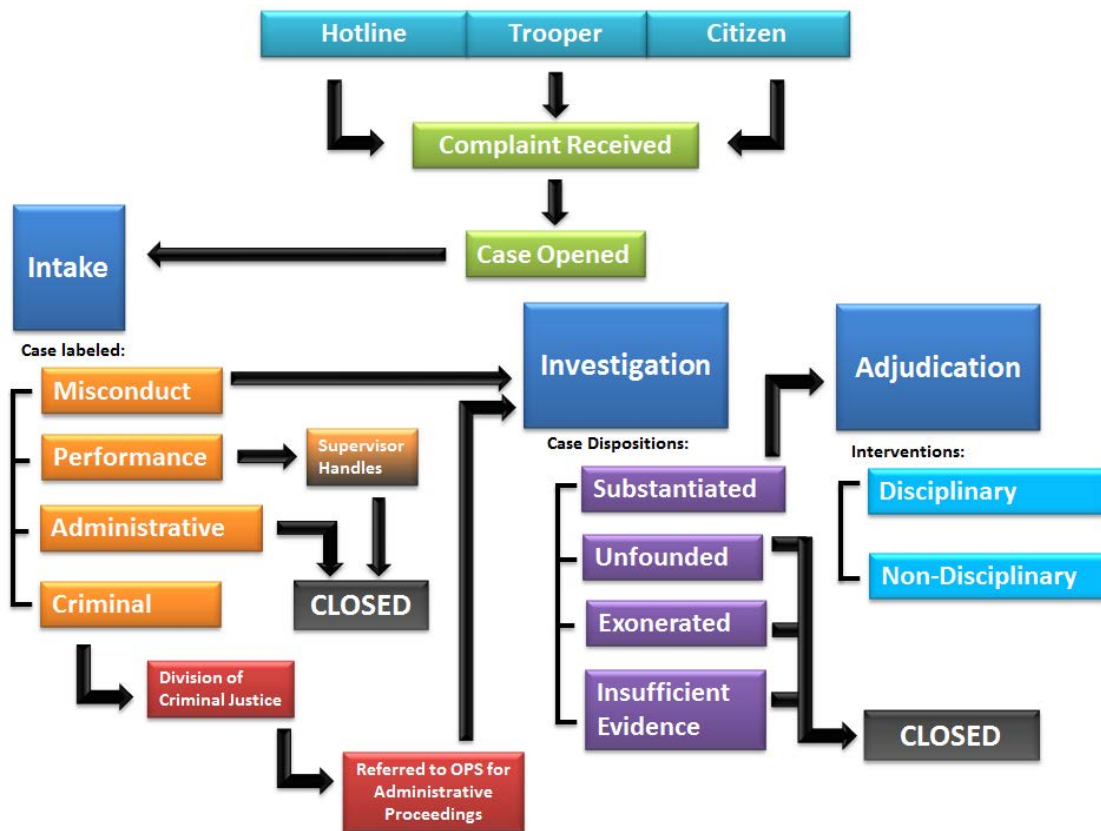 Hotline
Trooper
Citizen
Complaint Received
Case Opened
Intake
Case labeled:
Misconduct
Performance
Supervisor
Handles
Administrative
CLOSED
Criminal
Division of
Criminal Justice
Referred to OPS for
Administrative
Proceedings
Investigation
Case Dispositions:
Substantiated
Unfounded
Exonerated
Insufficient
Evidence
Adjudication
Interventions:
Disciplinary
Non-Disciplinary
CLOSED